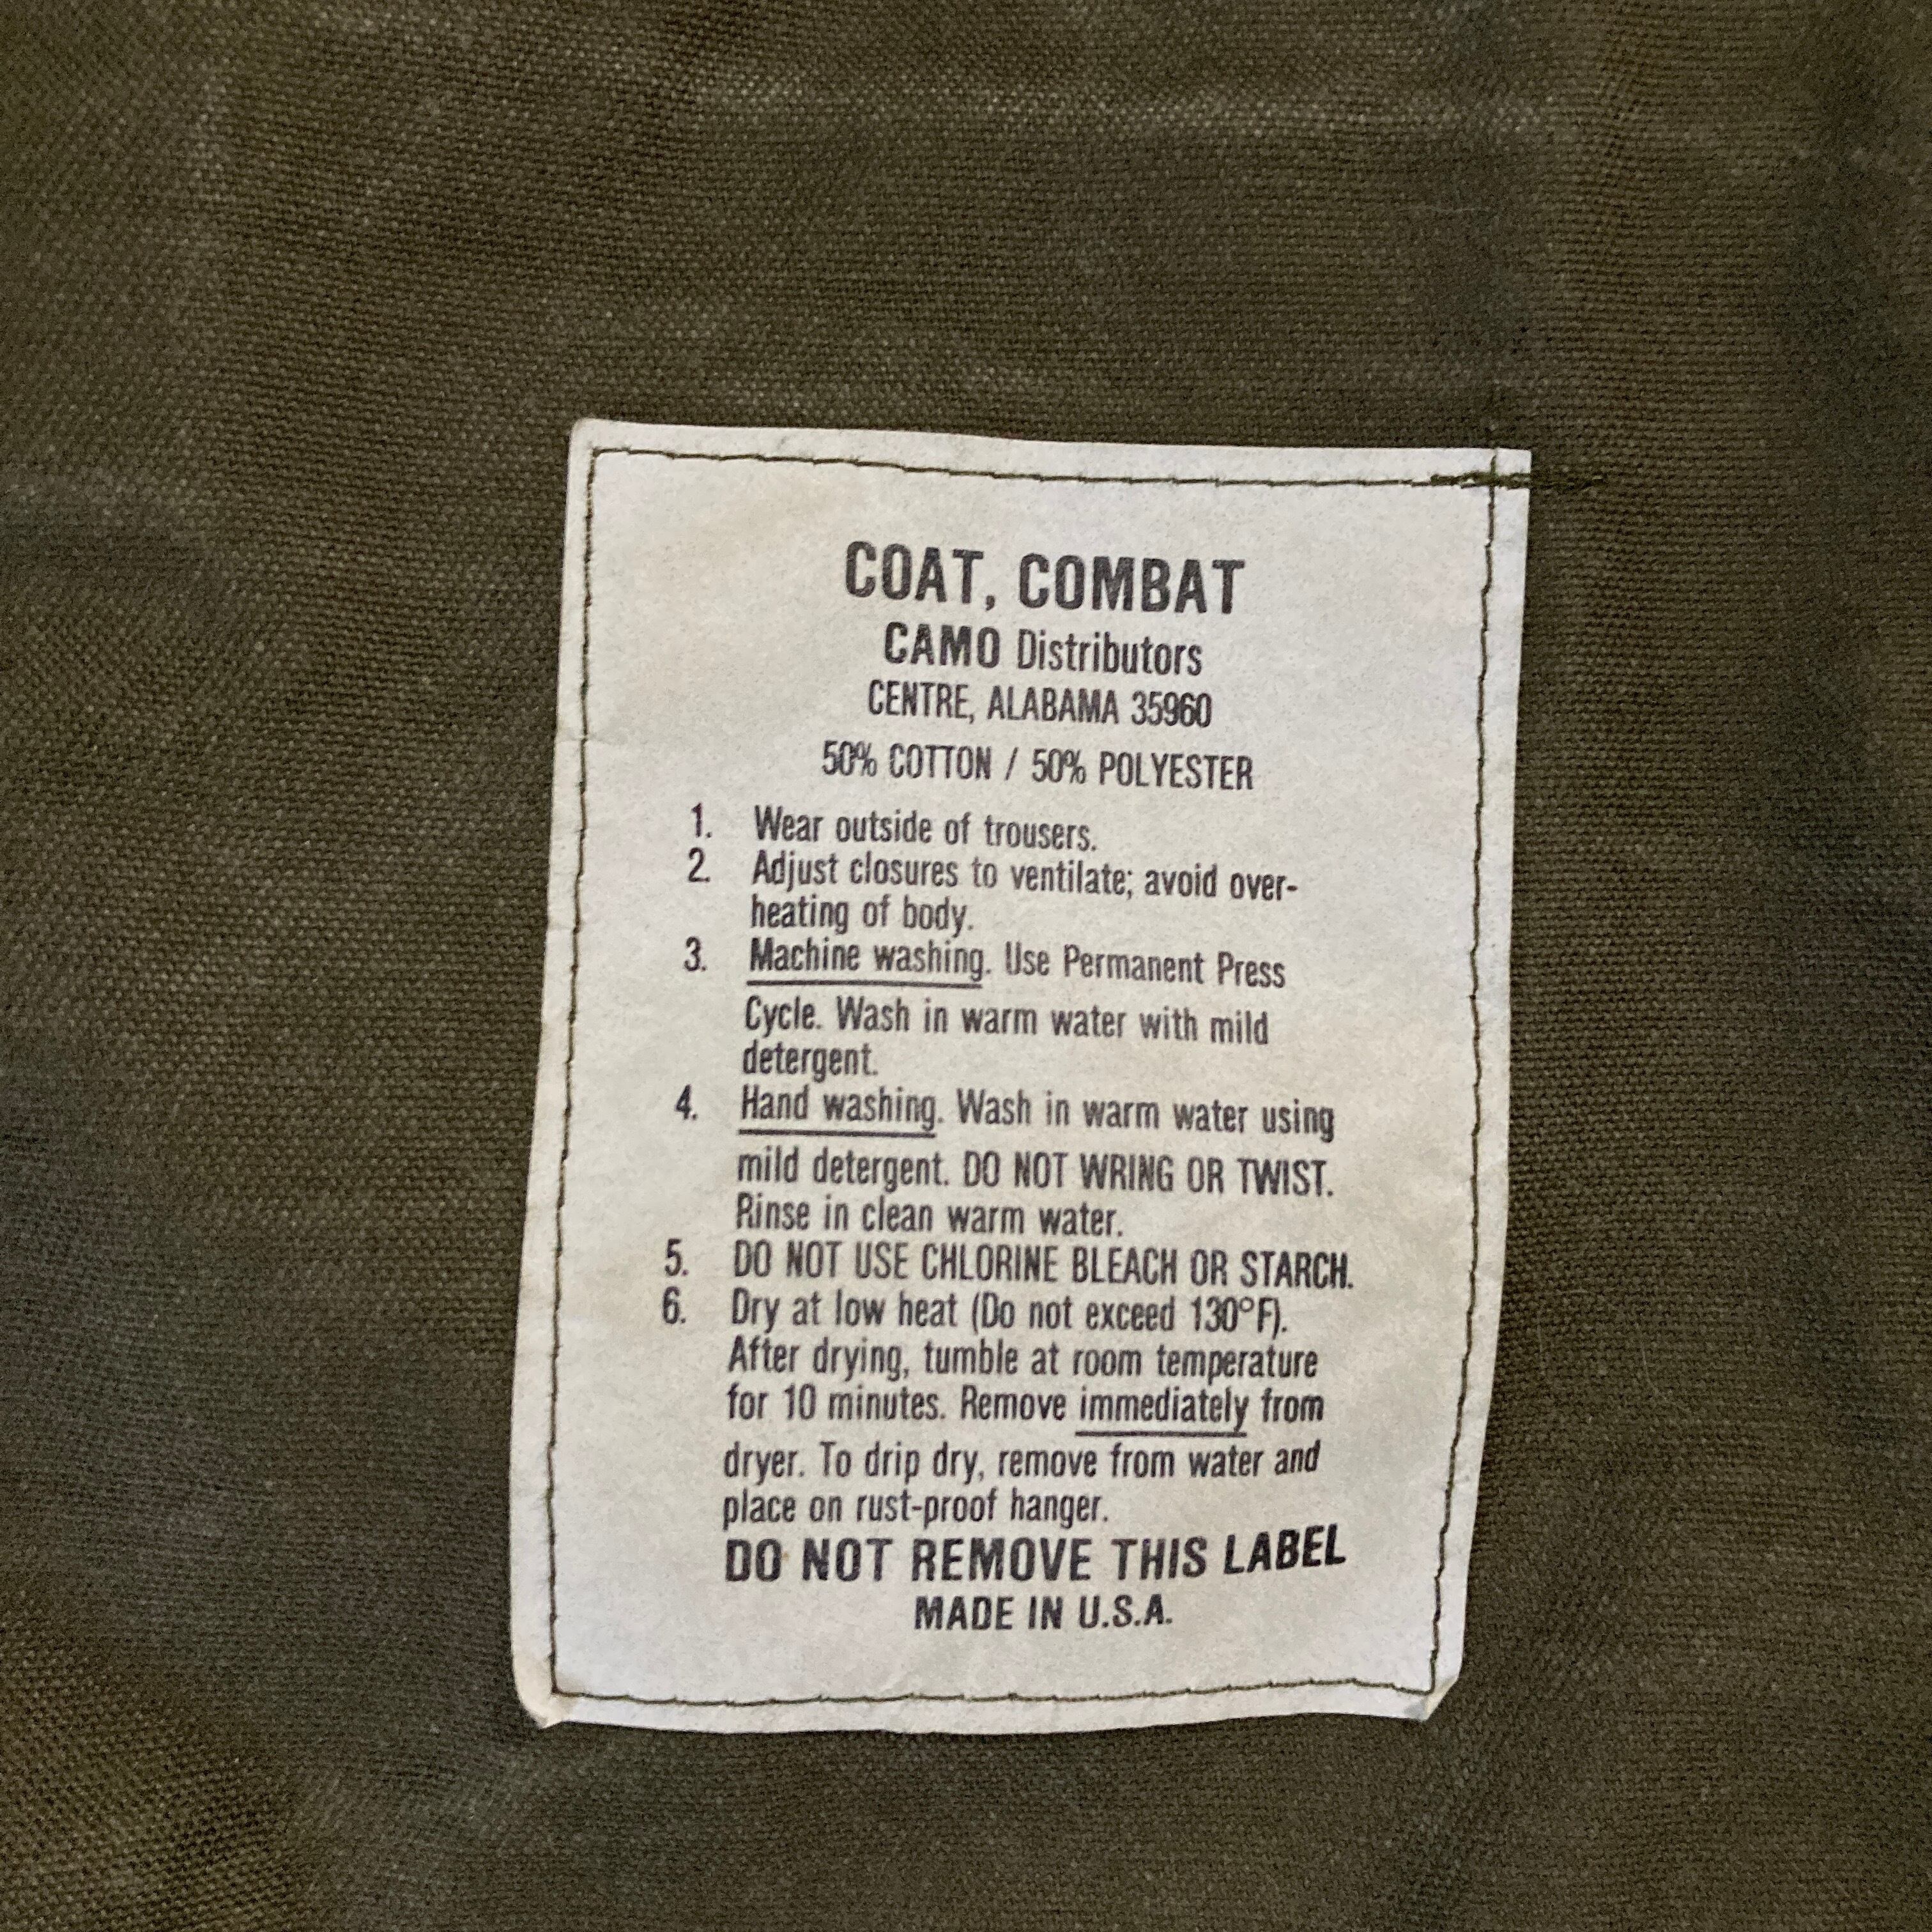 COAT, COMBAT
CAMO Distributors
CENTRE, ALABAMA 35960
50% COTTON / 50% POLYESTER
1. Wear outside of trousers.
2. Adjust closures to ventilate; avoid over-
heating of body.
3. Machine washing. Use Permanent Press
Cycle. Wash in warm water with mild
detergent.
4. Hand washing. Wash in warm water using
mild detergent. DO NOT WRING OR TWIST.
Rinse in clean warm water.
5. DO NOT USE CHLORINE BLEACH OR STARCH.
6. Dry at low heat (Do not exceed 130°F).
After drying, tumble at room temperature
for 10 minutes. Remove immediately from
dryer. To drip dry, remove from water and
place on rust-proof hanger.
DO NOT REMOVE THIS LABEL
MADE IN U.S.A.